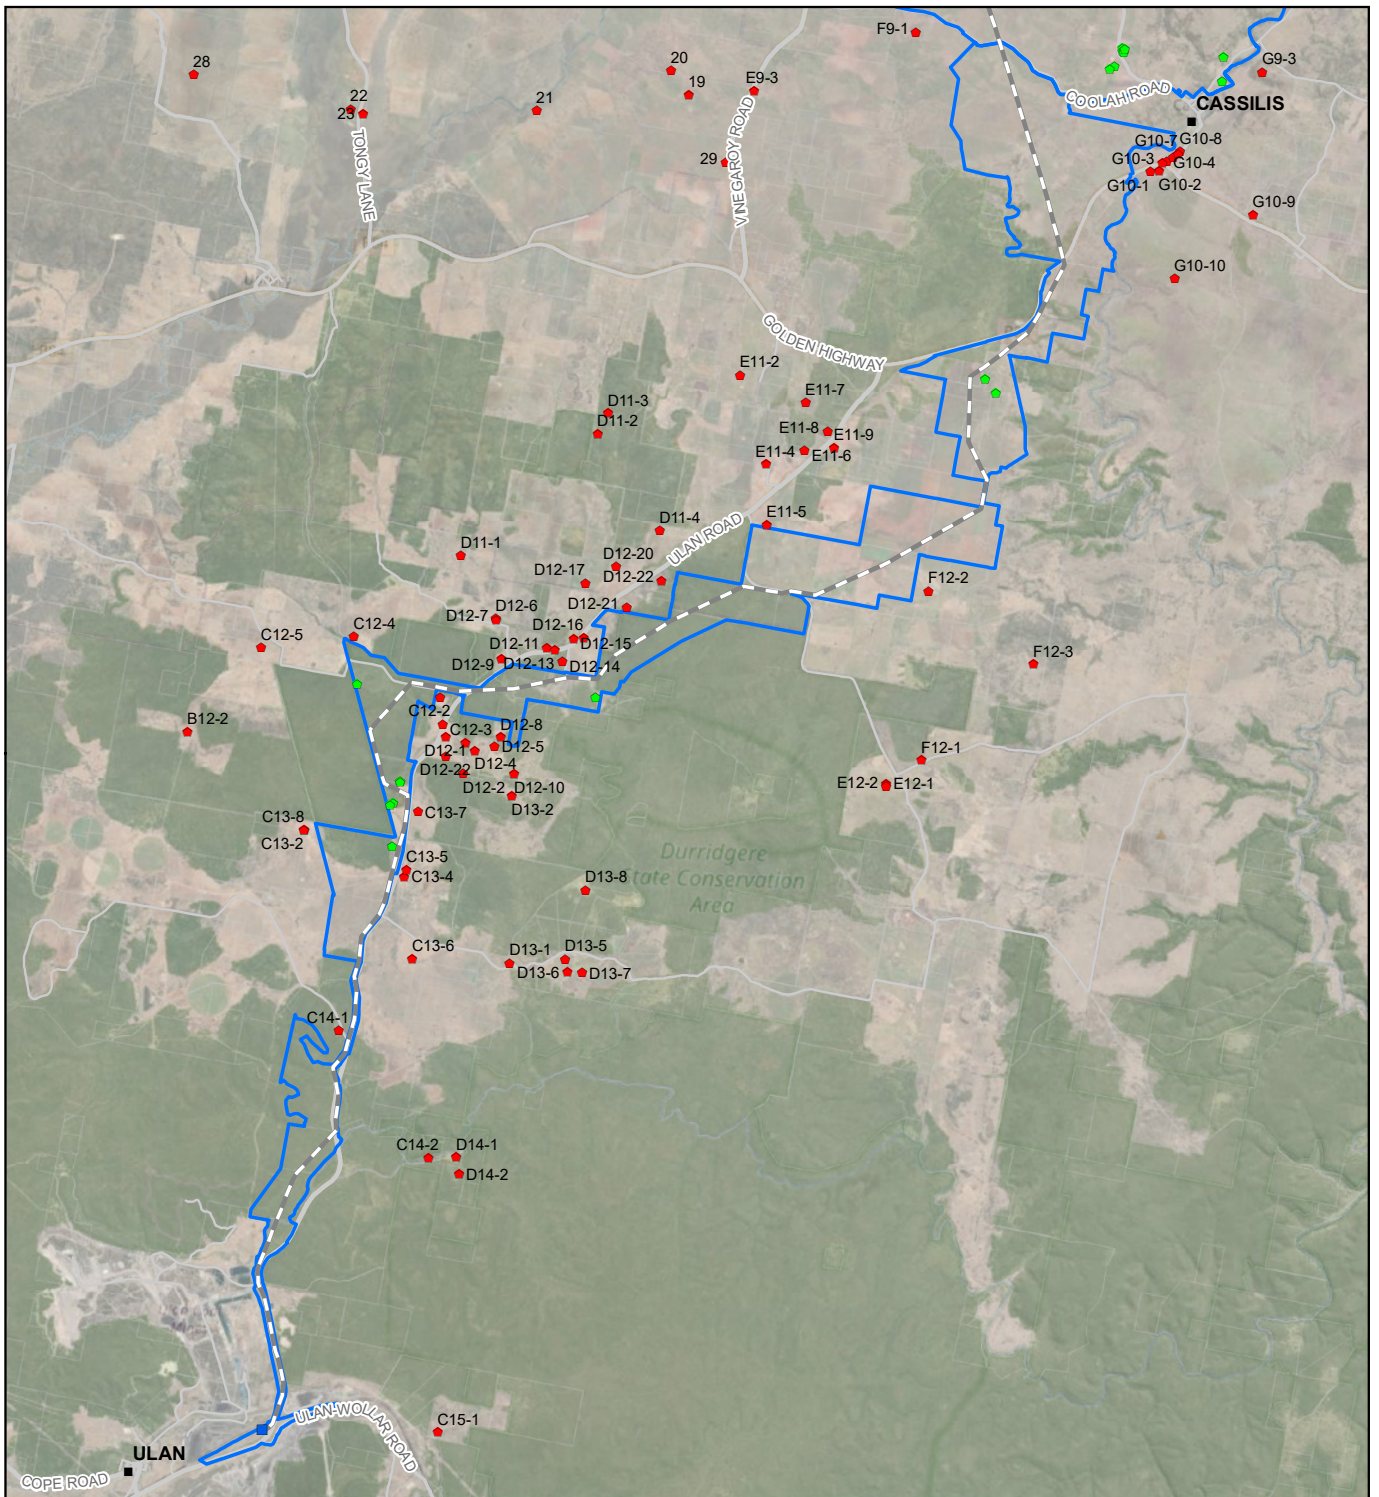 F9-1
28
20
19
E9-3
G9-3
22
23
21
COOLAH ROAD
CASSILIS
VINEGAROY ROAD
TONGY LANE
29
G10-7
G10-8
G10-3
G10-4
G10-1
G10-2
G10-9
G10-10
GOLDEN HIGHWAY
E11-2
E11-7
D11-3
D11-2
E11-8
E11-9
E11-4
E11-6
D11-4
E11-5
ULAN ROAD
D11-1
D12-20
D12-17
D12-22
F12-2
D12-21
D12-6
D12-7
D12-16
C12-4
C12-5
D12-11
D12-15
D12-9
D12-13
D12-14
F12-3
C12-2
B12-2
C12-3
D12-8
D12-1
D12-5
F12-1
D12-22
D12-4
D12-2
D12-10
E12-2
E12-1
D13-2
C13-7
C13-8
C13-2
Durridgere
State Conservation
Area
C13-5
C13-4
D13-8
C13-6
D13-1
D13-5
D13-6
D13-7
C14-1
C14-2
D14-1
D14-2
ULAN-WOLLAR ROAD
C15-1
ULAN
COPE ROAD